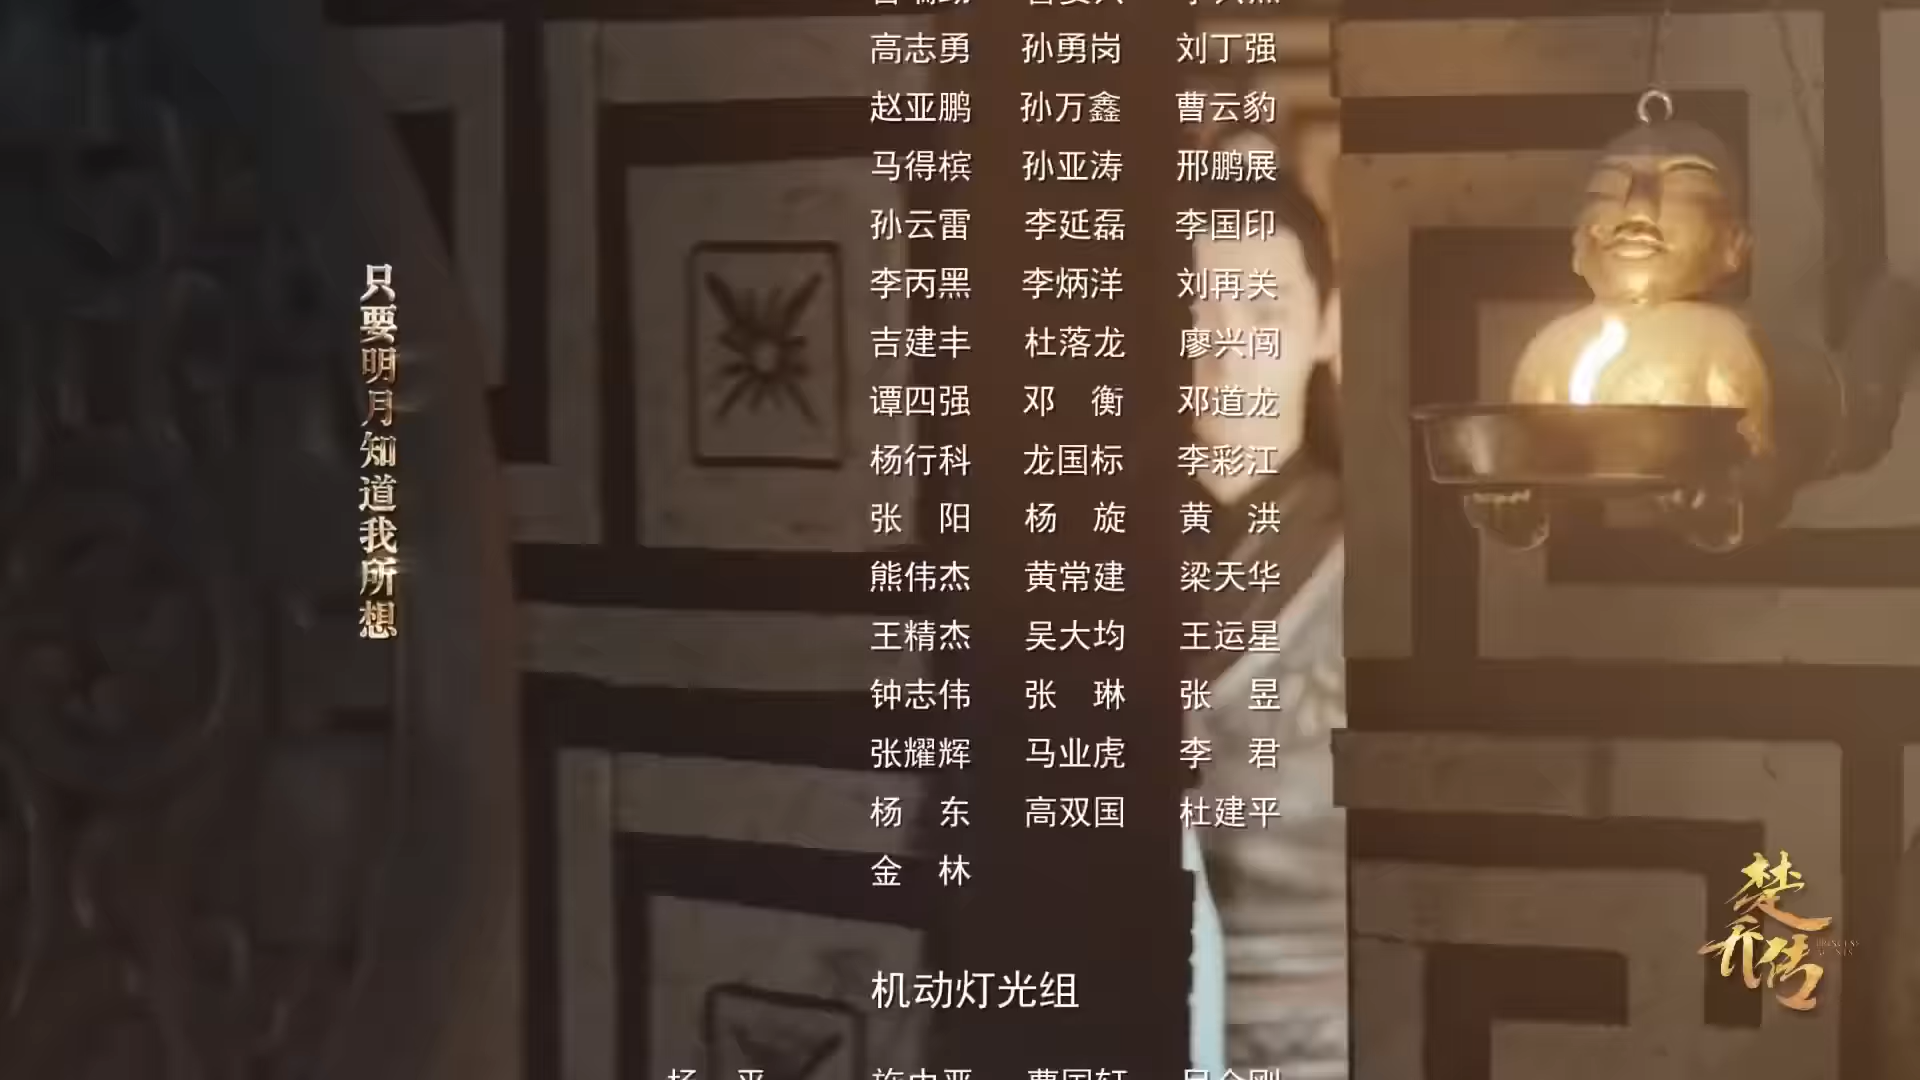 高志勇 孙勇岗 刘丁强
赵亚鹏 孙万鑫 曹云豹
马得槟 孙亚涛 邢鹏展
孙云雷 李延磊 李国印
李丙黑 李炳洋 刘再关
吉建丰 杜落龙 廖兴闯
谭四强 邓 衡 邓道龙
杨行科 龙国标 李彩江
张 阳 杨 旋 黄 洪
熊伟杰 黄常建 梁天华
王精杰 吴大均 王运星
钟志伟 张 琳 张 昱
张耀辉 马业虎 李 君
杨 东 高双国 杜建平
金 林
机动灯光组
只要明月知道我所想
楚乔传